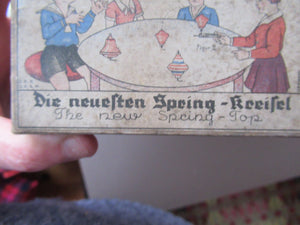 Die neuesten Spring-Kreisel
The new Spring-Top